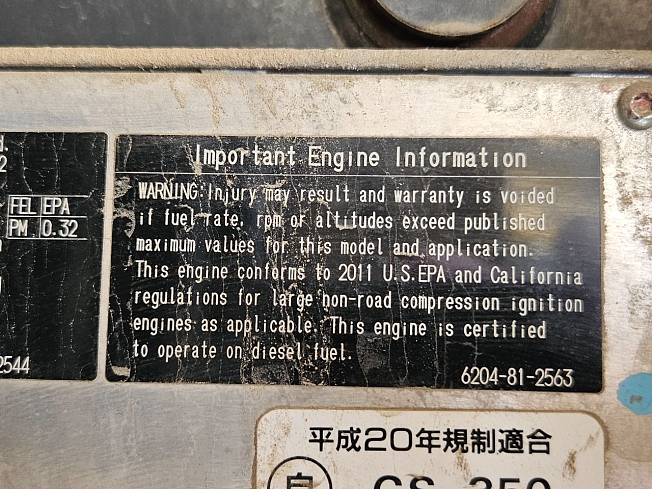 d.
2
FEL EPA
PM 0.32
2544
Important Engine Information
WARNING: Injury may result and warranty is voided
if fuel rate, rpm or altitudes exceed published
maximum values for this model and application.
This engine conforms to 2011 U.S.EPA and California
regulations for large non-road compression ignition
engines as applicable. This engine is certified
to operate on diesel fuel.
6204-81-2563
平成20年規制適合